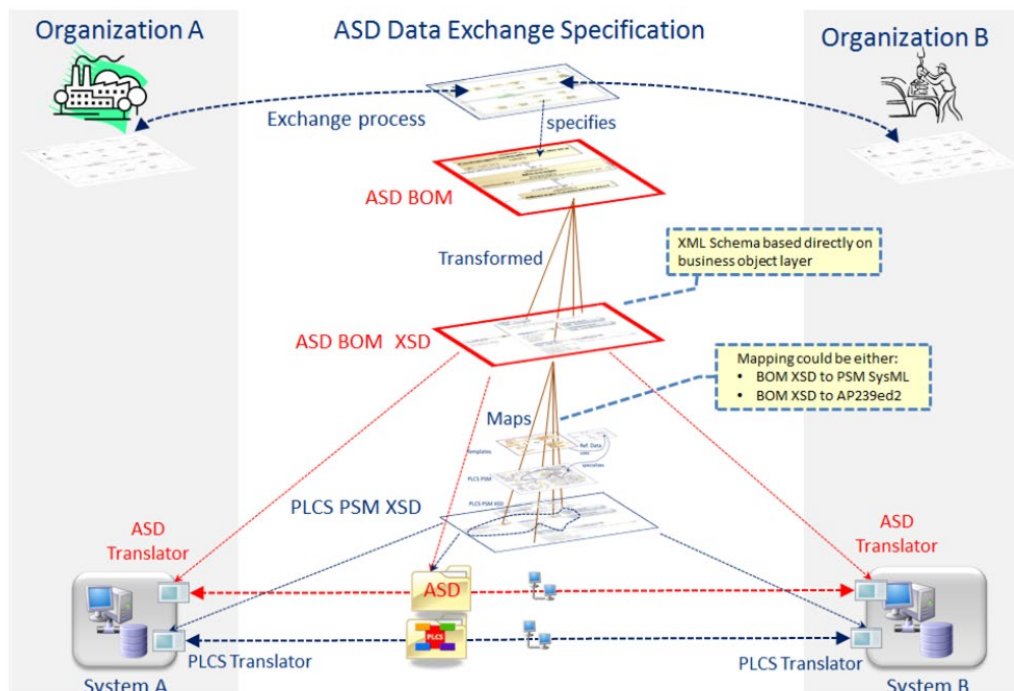 Organization A
ASD Data Exchange Specification
Organization B
Exchange process
specifies
ASD BOM
Transformed
XML Schema based directly on
business object layer
ASD BOM XSD
Mapping could be either:
• BOM XSD to PSM SysML
• BOM XSD to AP239ed2
Maps
Templates
Ref. Data
uses
specializes
PLCS PSM
PLCS PSM XSD
PLCS PSM XSD
ASD
Translator
ASD
Translator
ASD
PLCS
PLCS Translator
PLCS Translator
System A
System B